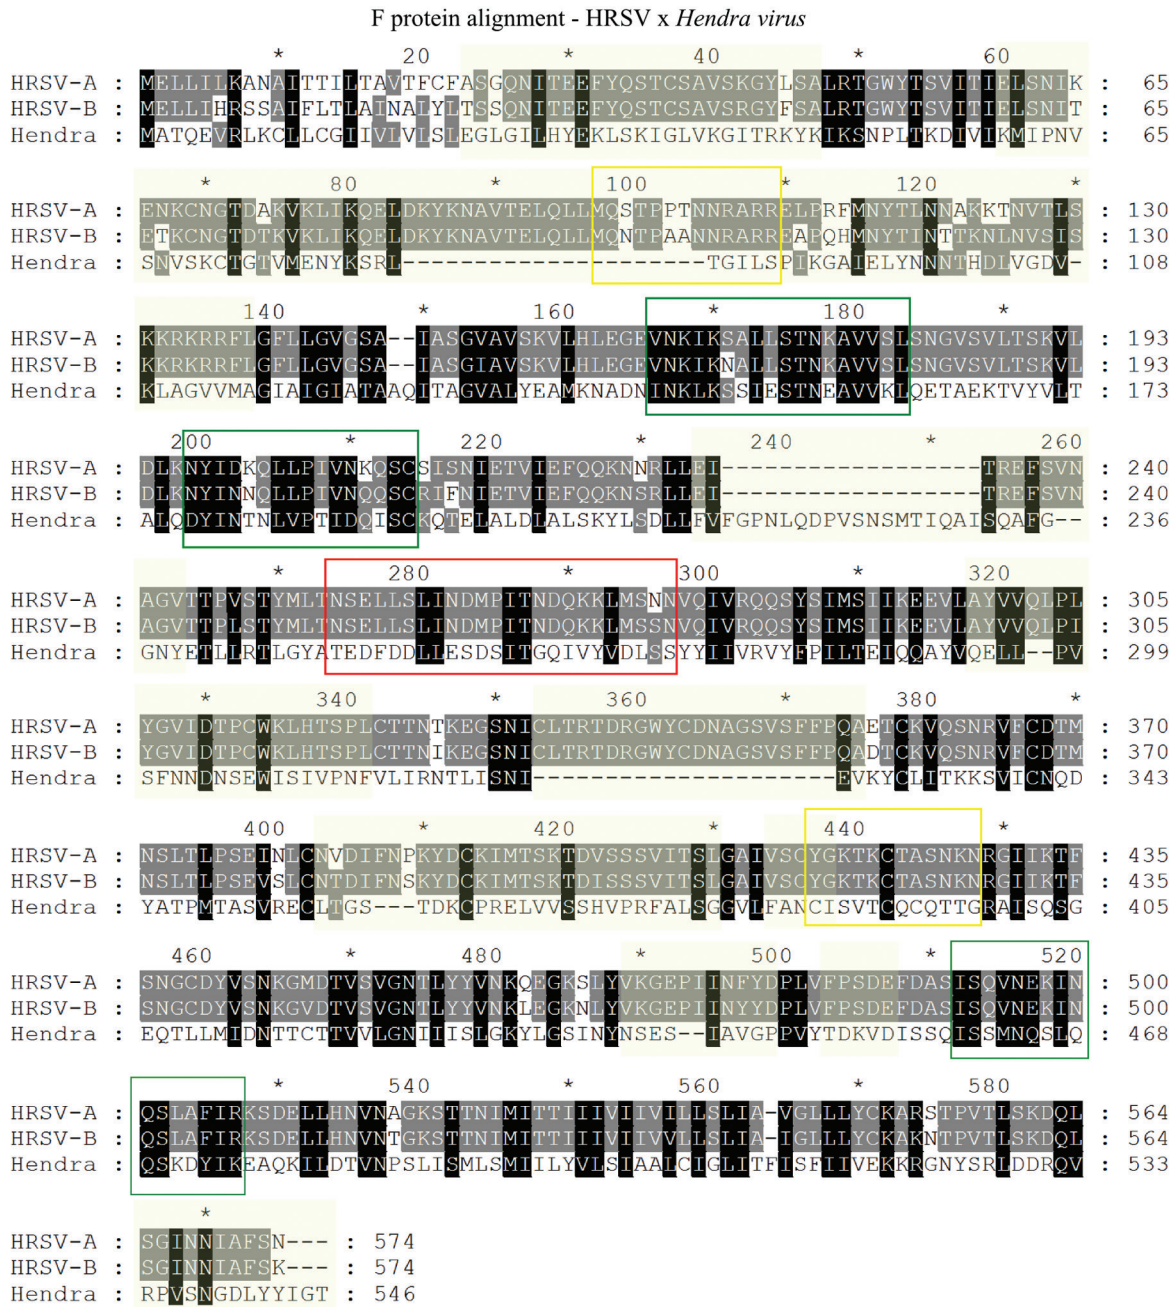 F protein alignment - HRSV x Hendra virus
* 20 * 40 * 60
HRSV-A : MELLILKANAITTILTAVTFCFASGQNITEEFYQSTCSAVSKGYLSALRTGWYTSVITIELSNIK : 65
HRSV-B : MELLIHRSSAIFLTLAINALYLTSSQNITEEFYQSTCSAVSRGYFSALRTGWYTSVITIELSNIT : 65
Hendra : MATQEVRLKCLLCGIIVLVLSLEGLGILHYEKLSKIGLVKGITRKYKIKSNPLTKDIVIKMIPNV : 65
* 80 * 100 * 120 *
HRSV-A : ENKCNGTDAKVKLIKQELDKYKNAVTELQLLMQSTPPTNNRARRELPRFMNYTLNNAKKTNVTLS : 130
HRSV-B : ETKCNGTDTKVKLIKQELDKYKNAVTELQLLMQNTPAANNRARREAPQHMNYTINTTKNLNVSIS : 130
Hendra : SNVSKCTGTVMENYKSRL---------------------TGILSPIKGAIELYNNNTHDLVGDV- : 108
140 * 160 * 180 *
HRSV-A : KKRKRRFLGFLLGVGSA--IASGVAVSKVLHLEGEVNKIKSALLSTNKAVVSLSNGVSVLTSKVL : 193
HRSV-B : KKRKRRFLGFLLGVGSA--IASGIAVSKVLHLEGEVNKIKNALLSTNKAVVSLSNGVSVLTSKVL : 193
Hendra : KLAGVVMAGIAIGIATAAQITAGVALYEAMKNADNINKLKSSIESTNEAVVKLQETAEKTVYVLT : 173
200 * 220 * 240 * 260
HRSV-A : DLKNYIDKQLLPIVNKQSCSISNIETVIEFQQKNNRLLEI------------------TREFSVN : 240
HRSV-B : DLKNYINNQLLPIVNQQSCRIFNIETVIEFQQKNSRLLEI------------------TREFSVN : 240
Hendra : ALQDYINTNLVPTIDQISCKQTELALDLALSKYLSDLLFVFGPNLQDPVSNSMTIQAISQAFG-- : 236
* 280 * 300 * 320
HRSV-A : AGVTTPVSTYMLTNSELLSLINDMPITNDQKKLMSNNVQIVRQQSYSIMSIIKEEVLAYVVQLPL : 305
HRSV-B : AGVTTPLSTYMLTNSELLSLINDMPITNDQKKLMSSNVQIVRQQSYSIMSIIKEEVLAYVVQLPI : 305
Hendra : GNYETLLRTLGYATEDFDDLLESDSITGQIVYVDLSSYYIIVRVYFPILTEIQQAYVQELL--PV : 299
* 340 * 360 * 380 *
HRSV-A : YGVIDTPCWKLHTSPLCTTNTKEGSNICLTRTDRGWYCDNAGSVSFFPQAETCKVQSNRVFCDTM : 370
HRSV-B : YGVIDTPCWKLHTSPLCTTNIKEGSNICLTRTDRGWYCDNAGSVSFFPQADTCKVQSNRVFCDTM : 370
Hendra : SFNNDNSEWISIVPNFVLIRNTLISNI---------------------EVKYCLITKKSVICNQD : 343
400 * 420 * 440 *
HRSV-A : NSLTLPSEINLCNVDIFNPKYDCKIMTSKTDVSSSVITSLGAIVSCYGKTKCTASNKNRGIIKTF : 435
HRSV-B : NSLTLPSEVSLCNTDIFNSKYDCKIMTSKTDISSSVITSLGAIVSCYGKTKCTASNKNRGIIKTF : 435
Hendra : YATPMTASVRECLTGS---TDKCPRELVVSSHVPRFALSGGVLFANCISVTCQCQTTGRAISQSG : 405
460 * 480 * 500 * 520
HRSV-A : SNGCDYVSNKGMDTVSVGNTLYYVNKQEGKSLYVKGEPIINFYDPLVFPSDEFDASISQVNEKIN : 500
HRSV-B : SNGCDYVSNKGVDTVSVGNTLYYVNKLEGKNLYVKGEPIINYYDPLVFPSDEFDASISQVNEKIN : 500
Hendra : EQTLLMIDNTTCTTVVLGNIIISLGKYLGSINYNSES--IAVGPPVYTDKVDISSQISSMNQSLQ : 468
* 540 * 560 * 580
HRSV-A : QSLAFIRKSDELLHNVNAGKSTTNIMITTIIIVIIVILLSLIA-VGLLLYCKARSTPVTLSKDQL : 564
HRSV-B : QSLAFIRKSDELLHNVNTGKSTTNIMITTIIIVIIVVLLSLIA-IGLLLYCKAKNTPVTLSKDQL : 564
Hendra : QSKDYIKEAQKILDTVNPSLISMLSMIILYVLSIAALCIGLITFISFIIVEKKRGNYSRLDDRQV : 533
*
HRSV-A : SGINNIAFSN--- : 574
HRSV-B : SGINNIAFSK--- : 574
Hendra : RPVSNGDLYYIGT : 546